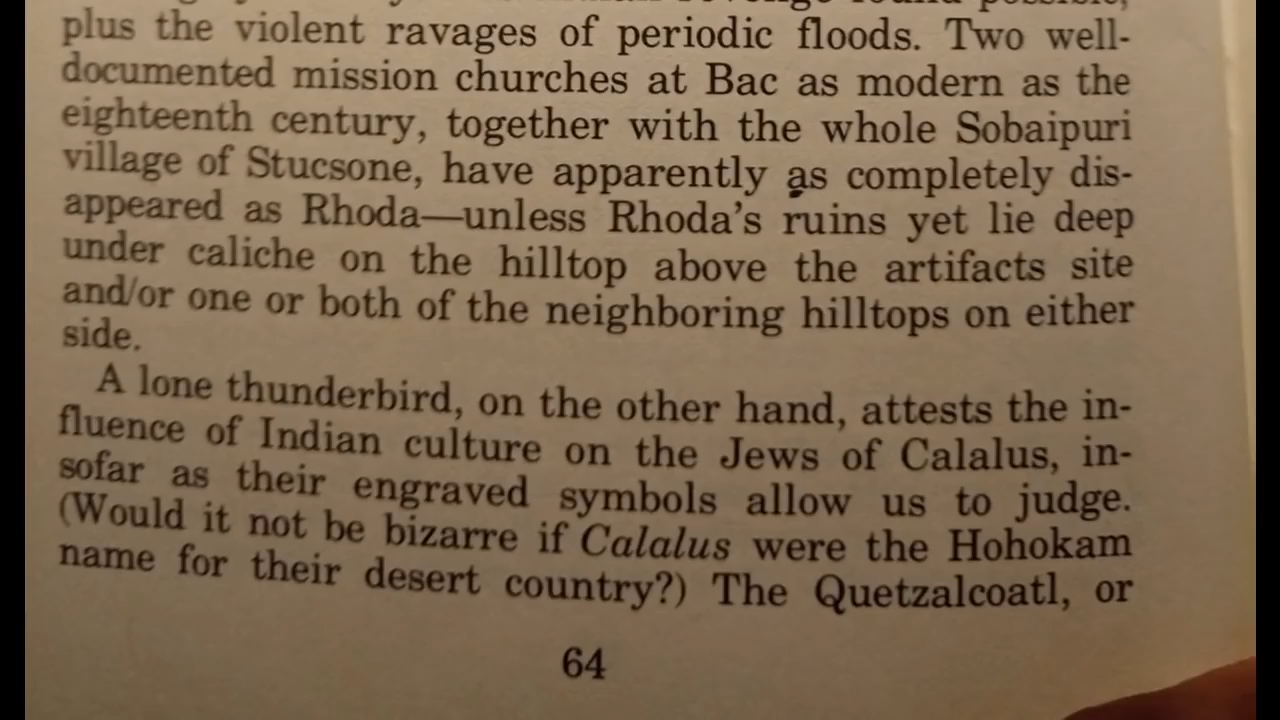 plus the violent ravages of periodic floods. Two well-
documented mission churches at Bac as modern as the
eighteenth century, together with the whole Sobaipuri
village of Stucsone, have apparently as completely dis-
appeared as Rhoda—unless Rhoda's ruins yet lie deep
under caliche on the hilltop above the artifacts site
and/or one or both of the neighboring hilltops on either
side.
A lone thunderbird, on the other hand, attests the in-
fluence of Indian culture on the Jews of Calalus, in-
sofar as their engraved symbols allow us to judge.
(Would it not be bizarre if Calalus were the Hohokam
name for their desert country?) The Quetzalcoatl, or
64